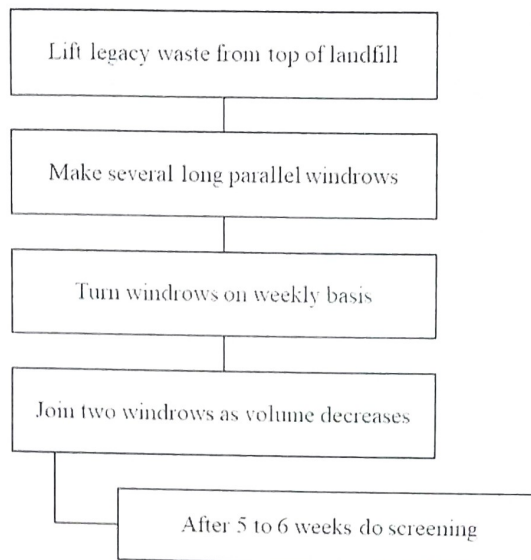 Lift legacy waste from top of landfill
Make several long parallel windrows
Turn windrows on weekly basis
Join two windrows as volume decreases
After 5 to 6 weeks do screening